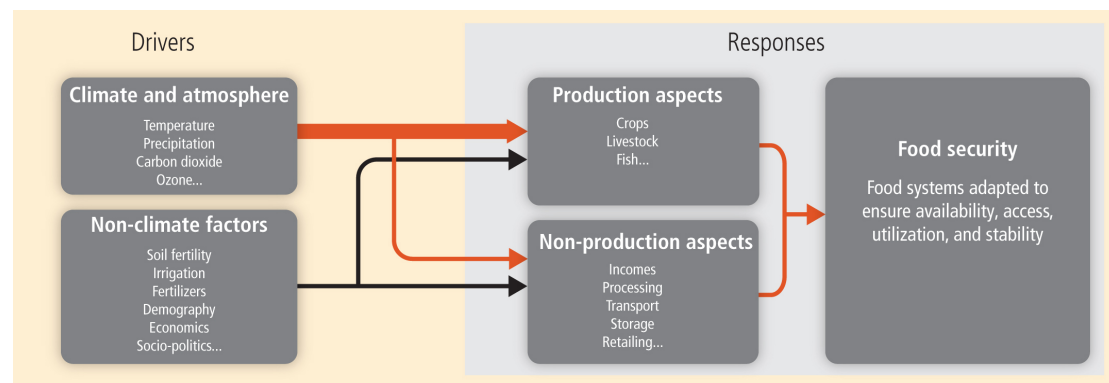 Drivers
Responses
Climate and atmosphere
Temperature
Precipitation
Carbon dioxide
Ozone...
Non-climate factors
Soil fertility
Irrigation
Fertilizers
Demography
Economics
Socio-politics...
Production aspects
Crops
Livestock
Fish...
Non-production aspects
Incomes
Processing
Transport
Storage
Retailing...
Food security
Food systems adapted to
ensure availability, access,
utilization, and stability